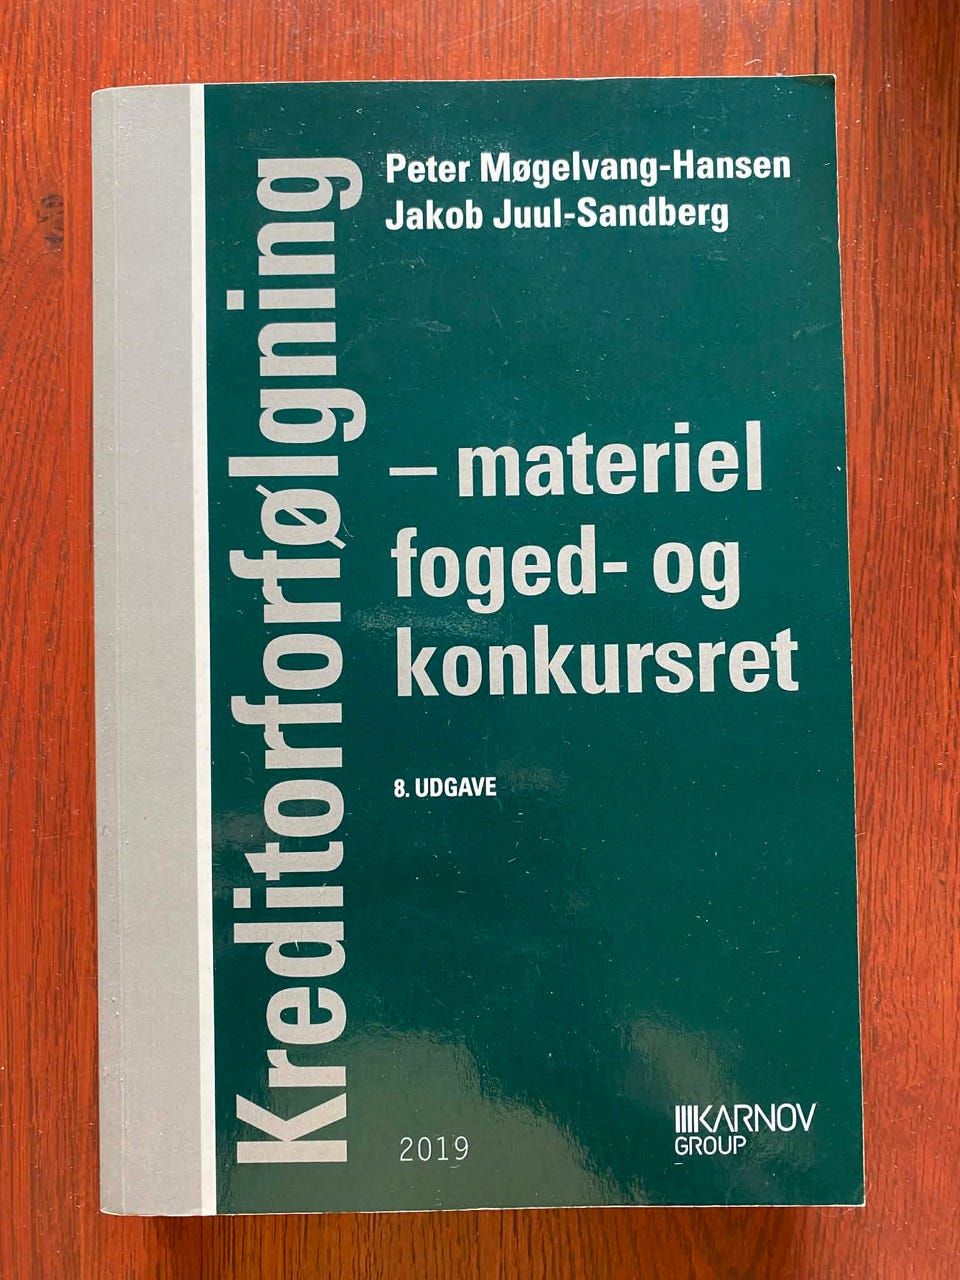 Peter Møgelvang-Hansen
Jakob Juul-Sandberg
Kreditorforfølgning
– materiel
foged- og
konkursret
8. UDGAVE
2019
KARNOV
GROUP